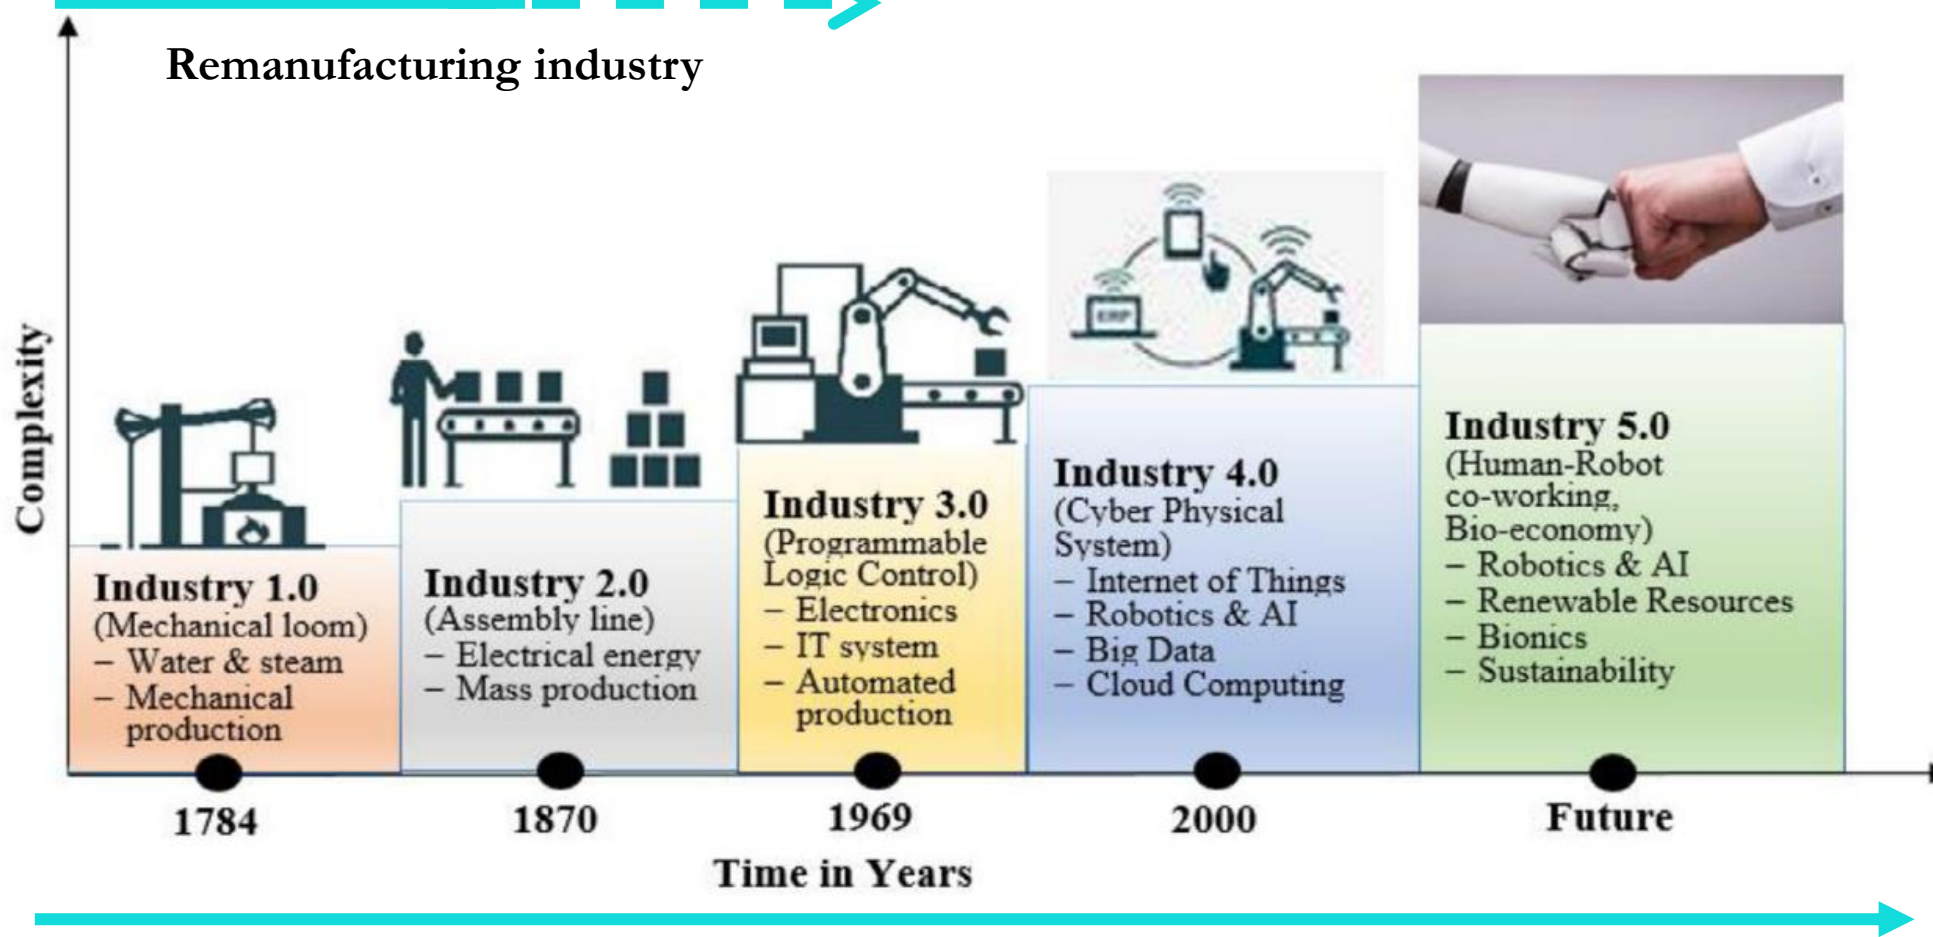 Remanufacturing industry
Complexity
ERP
Industry 1.0
(Mechanical loom)
– Water & steam
– Mechanical
production
Industry 2.0
(Assembly line)
– Electrical energy
– Mass production
Industry 3.0
(Programmable
Logic Control)
– Electronics
– IT system
– Automated
production
Industry 4.0
(Cyber Physical
System)
– Internet of Things
– Robotics & AI
– Big Data
– Cloud Computing
Industry 5.0
(Human-Robot
co-working,
Bio-economy)
– Robotics & AI
– Renewable Resources
– Bionics
– Sustainability
1784
1870
1969
2000
Future
Time in Years